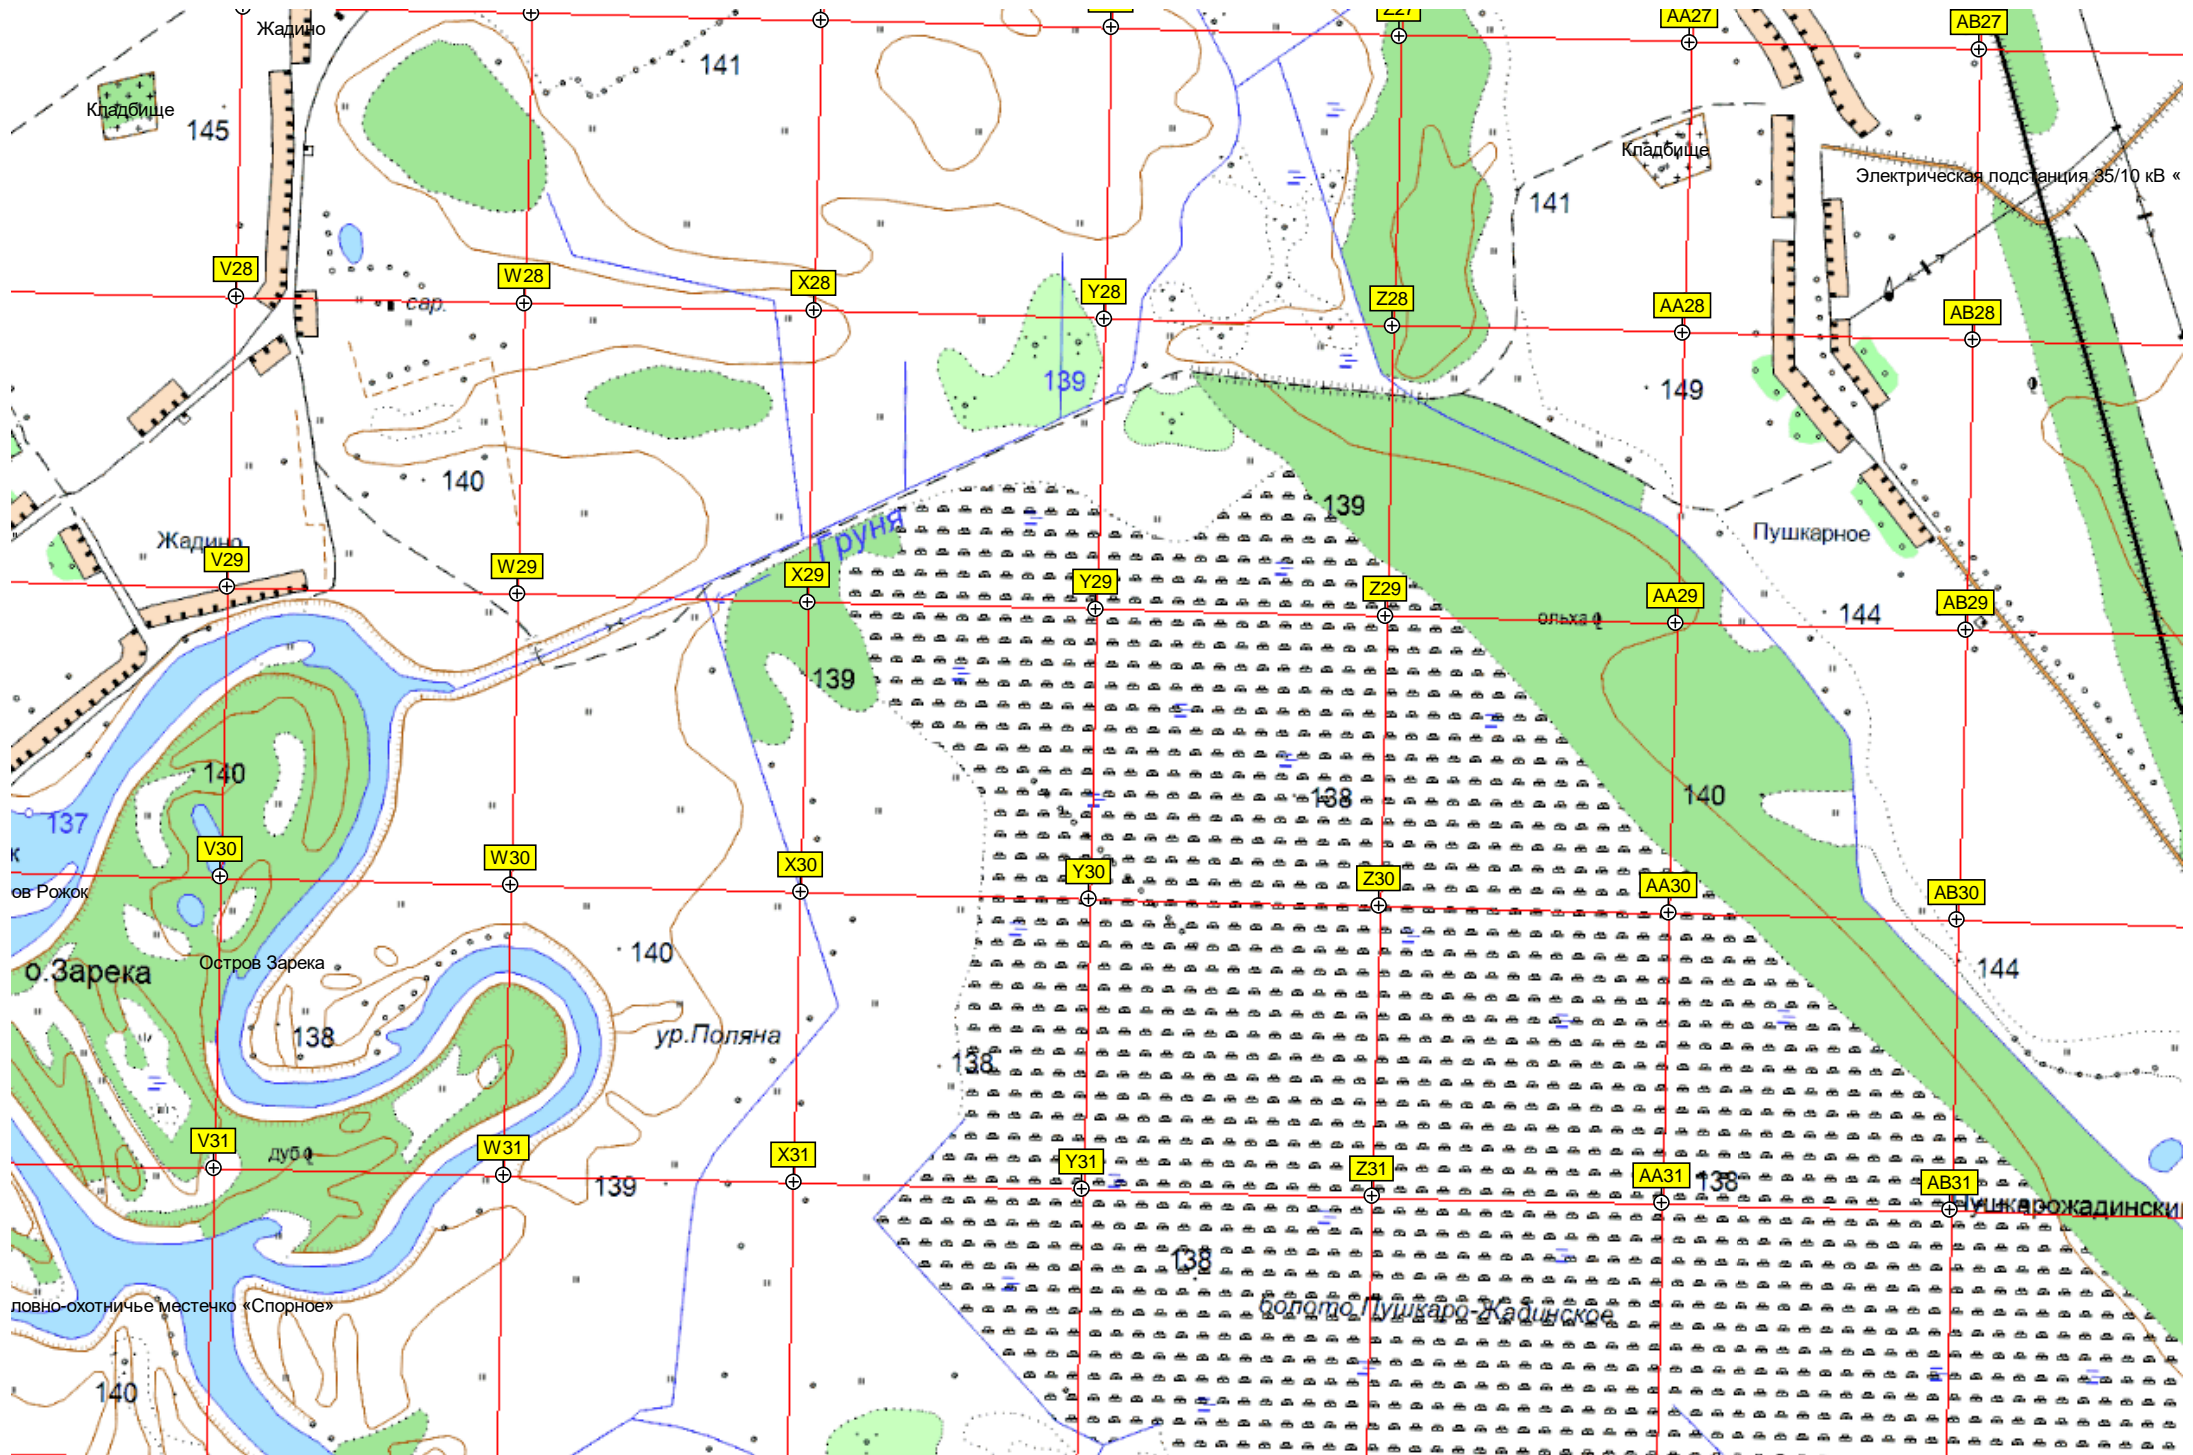 Z27
AA27
AB27
Жадино
141
Кладбище
145
Кладбище
Электрическая подстанция 35/10 кВ «
141
V28
W28
X28
Y28
Z28
AA28
AB28
сар.
139
149
140
139
Груня
Пушкарное
Жадино
V29
W29
X29
Y29
Z29
AA29
AB29
ольха
144
139
140
138
140
137
V30
W30
X30
Y30
Z30
AA30
AB30
к
ов Рожок
140
Остров Зарека
о.Зарека
144
138
ур.Поляна
138
V31
W31
X31
Y31
Z31
AA31
AB31
дуб
139
138
Пушкарожадински
138
ловно-охотничье местечко «Спорное»
болото Пушкаро-Жадинское
140